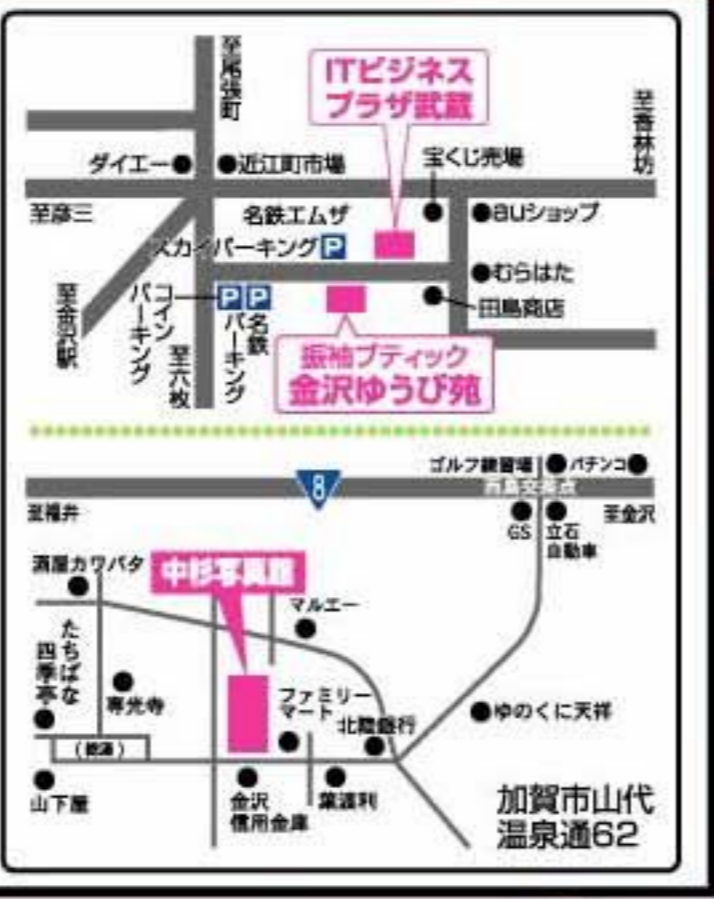 至尾張町
ITビジネス
プラザ武蔵
至香林坊
ダイエー
近江町市場
宝くじ売場
至彦三
名鉄エムザ
auショップ
スカイパーキング P
むらはた
至金沢駅
コイン
パーキング
P P
名鉄
パーキング
田島商店
至六枚
振袖ブティック
金沢ゆうび苑
ゴルフ練習場
パチンコ
8
至福井
至金沢
GS
立石
自動車
酒屋カワバタ
中杉写真館
マルエー
たちばな
四季亭
専光寺
ファミリー
マート
北陸銀行
ゆのくに天祥
山下屋
金沢
信用金庫
葉渡莉
加賀市山代
温泉通62